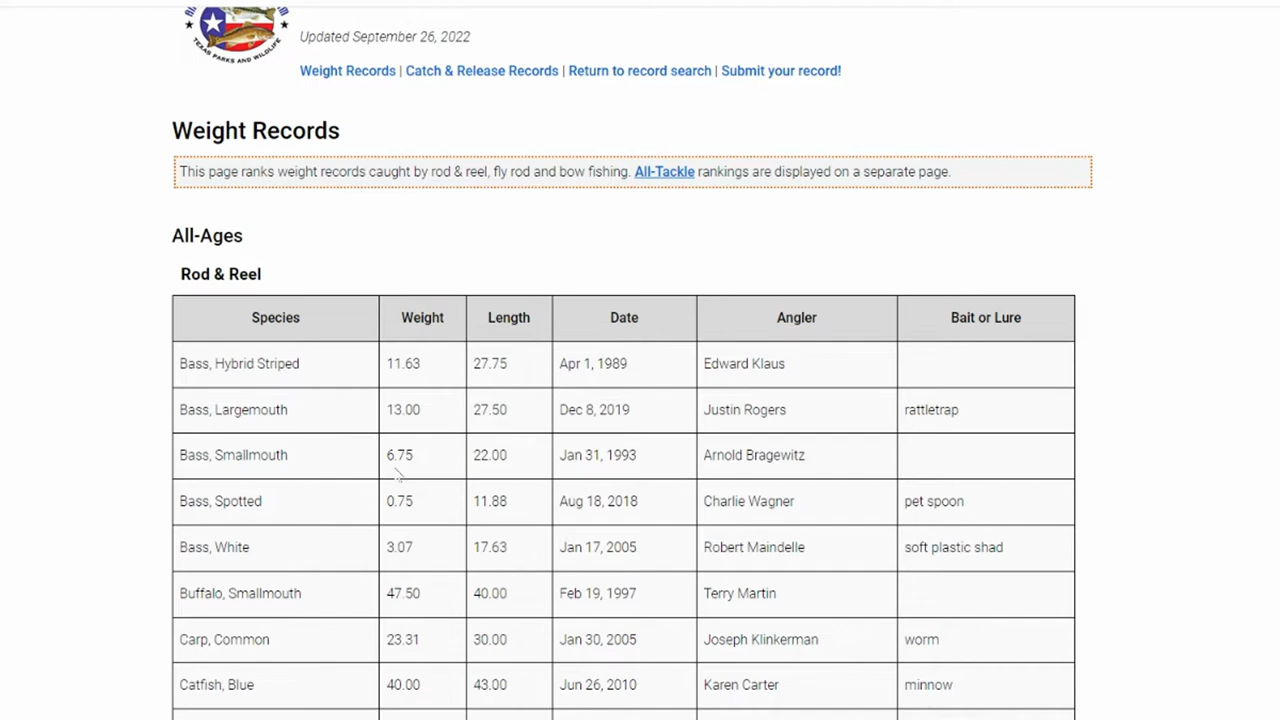 TEXAS PARKS AND WILDLIFE
Updated September 26, 2022
Weight Records | Catch & Release Records | Return to record search | Submit your record!
Weight Records
This page ranks weight records caught by rod & reel, fly rod and bow fishing. All-Tackle rankings are displayed on a separate page.
All-Ages
Rod & Reel
Species Weight Length Date Angler Bait or Lure
Bass, Hybrid Striped 11.63 27.75 Apr 1, 1989 Edward Klaus
Bass, Largemouth 13.00 27.50 Dec 8, 2019 Justin Rogers rattletrap
Bass, Smallmouth 6.75 22.00 Jan 31, 1993 Arnold Bragewitz
Bass, Spotted 0.75 11.88 Aug 18, 2018 Charlie Wagner pet spoon
Bass, White 3.07 17.63 Jan 17, 2005 Robert Maindelle soft plastic shad
Buffalo, Smallmouth 47.50 40.00 Feb 19, 1997 Terry Martin
Carp, Common 23.31 30.00 Jan 30, 2005 Joseph Klinkerman worm
Catfish, Blue 40.00 43.00 Jun 26, 2010 Karen Carter minnow